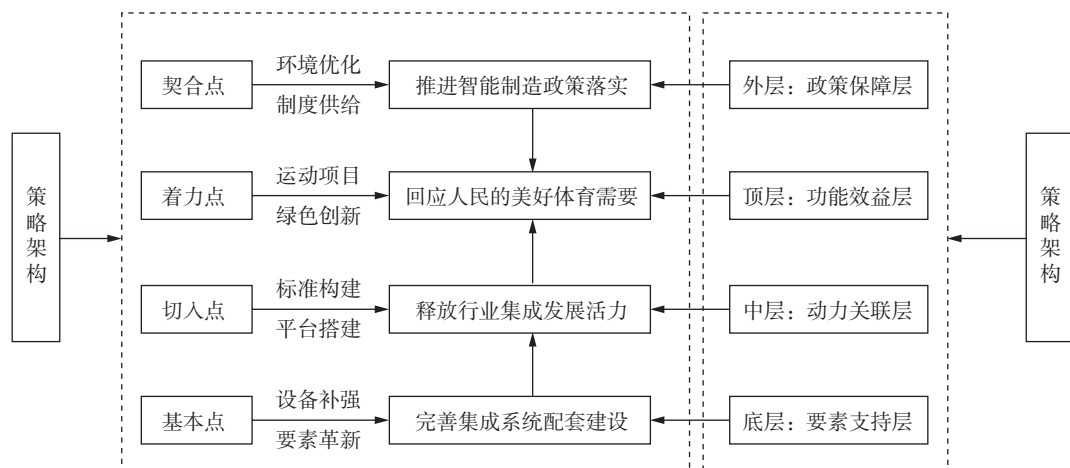 策略架构
契合点
环境优化
制度供给
推进智能制造政策落实
外层：政策保障层
着力点
运动项目
绿色创新
回应人民的美好体育需要
顶层：功能效益层
切入点
标准构建
平台搭建
释放行业集成发展活力
中层：动力关联层
基本点
设备补强
要素革新
完善集成系统配套建设
底层：要素支持层
策略架构